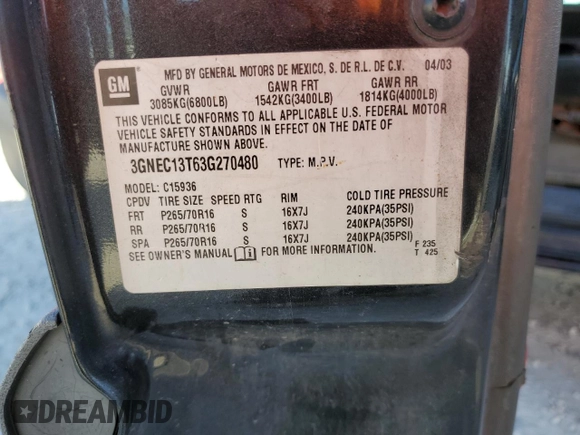 GM
MFD BY GENERAL MOTORS DE MEXICO, S. DE R.L. DE C.V. 04/03
GVWR GAWR FRT GAWR RR
3085KG(6800LB) 1542KG(3400LB) 1814KG(4000LB)
THIS VEHICLE CONFORMS TO ALL APPLICABLE U.S. FEDERAL MOTOR
VEHICLE SAFETY STANDARDS IN EFFECT ON THE DATE OF
MANUFACTURE SHOWN ABOVE.
3GNEC13T63G270480 TYPE: M.P.V.
MODEL: C15936
CPDV TIRE SIZE SPEED RTG RIM COLD TIRE PRESSURE
FRT P265/70R16 S 16X7J 240KPA(35PSI)
RR P265/70R16 S 16X7J 240KPA(35PSI)
SPA P265/70R16 S 16X7J 240KPA(35PSI)
SEE OWNER'S MANUAL FOR MORE INFORMATION.
F 235
T 425
DREAMBID